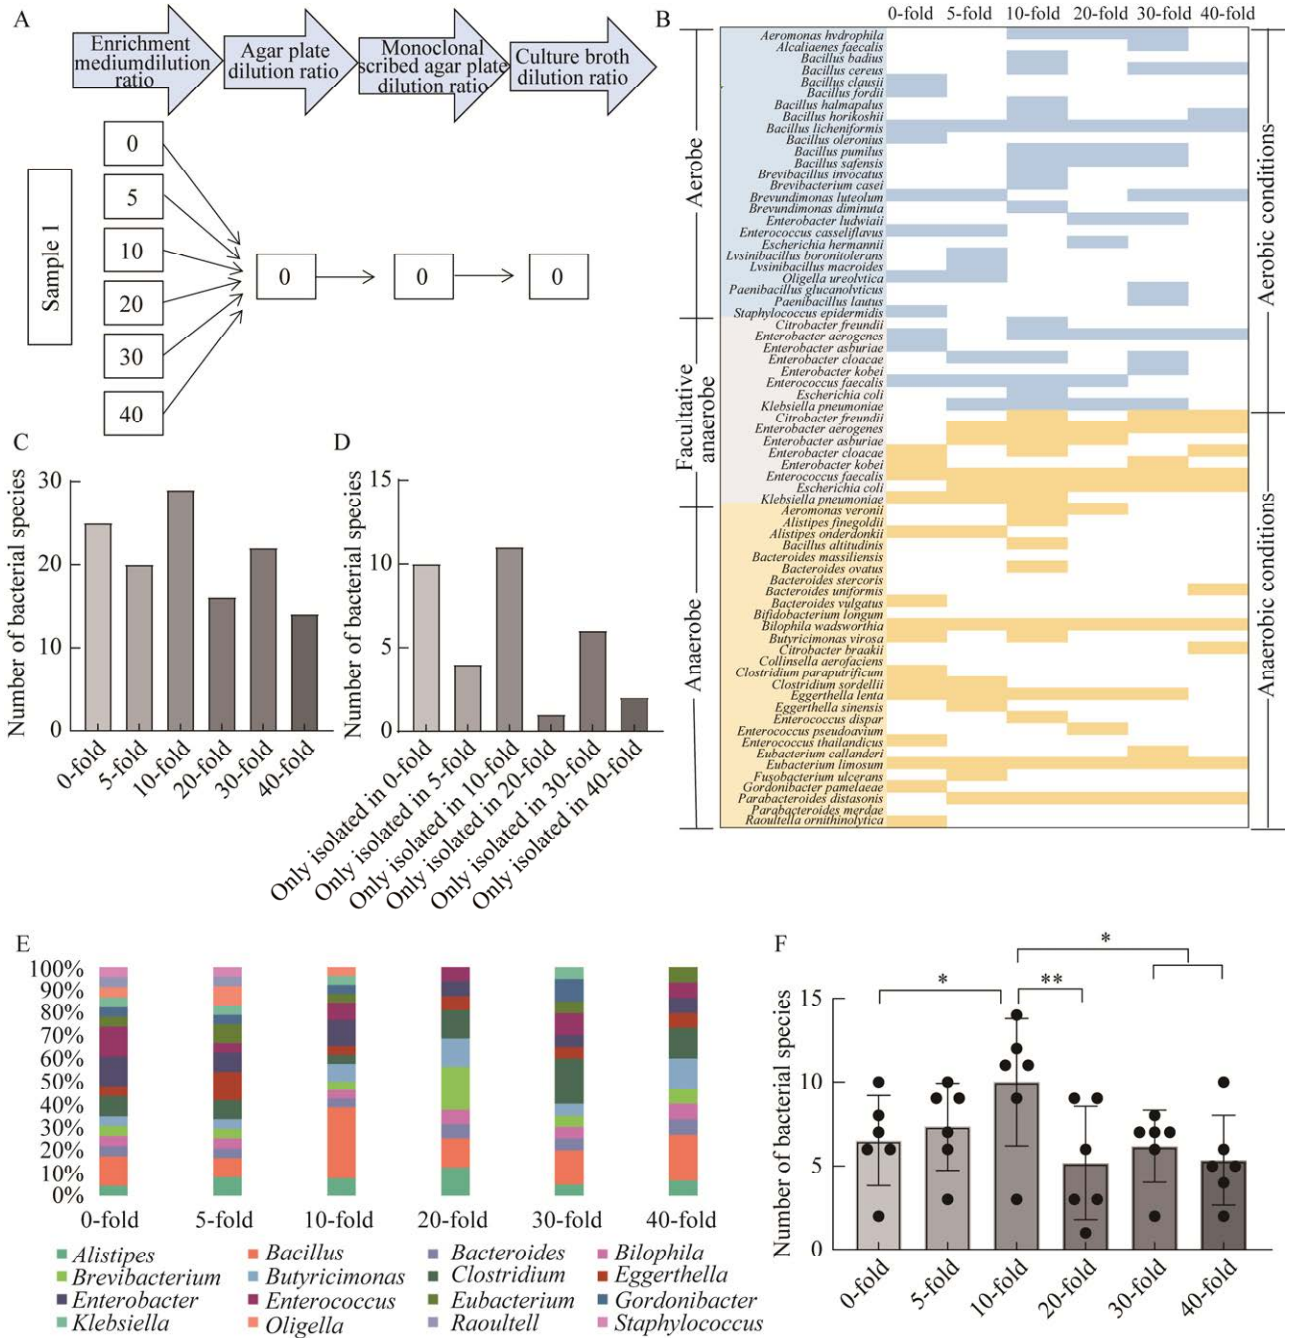 A
Enrichment
mediumdilution
ratio
Agar plate
dilution ratio
Monoclonal
scribed agar plate
dilution ratio
Culture broth
dilution ratio
Sample 1
0
5
10
20
30
40
0
0
0
B
0-fold 5-fold 10-fold 20-fold 30-fold 40-fold
Aerobe
Facultative
anaerobe
Anaerobe
Aeromonas hvdrphila
Alcaliaenes faecalis
Bacillus badius
Bacillus cereus
Bacillus clausii
Bacillus fordii
Bacillus halmapalus
Bacillus horikoshii
Bacillus licheniformis
Bacillus oleronius
Bacillus pumilus
Bacillus safensis
Brevibacillus invocatus
Brevibacterium casei
Brevundimonas luteolum
Brevundimonas diminuta
Enterobacter ludwiaii
Enterococcus casseliflavus
Escherichia hermannii
Lvsinibacillus boronitolerans
Lvsinibacillus macroides
Oligella ureolvtica
Paenibacillus glucanolvticus
Paenibacillus lautus
Staphylococcus epidermidis
Citrobacter freundii
Enterobacter aerogenes
Enterobacter asburiae
Enterobacter cloacae
Enterobacter kobei
Enterococcus faecalis
Escherichia coli
Klebsiella pneumoniae
Citrobacter freundii
Enterobacter aerogenes
Enterobacter asburiae
Enterobacter cloacae
Enterobacter kobei
Enterococcus faecalis
Escherichia coli
Klebsiella pneumoniae
Aeromonas veronii
Alistipes finegoldii
Alistipes onderdonkii
Bacillus altitudinis
Bacteroides massiliensis
Bacteroides ovatus
Bacteroides stercoris
Bacteroides uniformis
Bacteroides vulgatus
Bifidobacterium longum
Bilophila wadsworthia
Butyricimonas virosa
Citrobacter braakii
Collinsella aerofaciens
Clostridium paraputrificum
Clostridium sordellii
Eggerthella lenta
Eggerthella sinensis
Enterococcus dispar
Enterococcus pseudoavium
Enterococcus thailandicus
Eubacterium callanderi
Eubacterium limosum
Fusobacterium ulcerans
Gordonibacter pamelaeae
Parabacteroides distasonis
Parabacteroides merdae
Raoultella ornithinolytica
Aerobic conditions
Anaerobic conditions
C
Number of bacterial species
30
20
10
0
0-fold
5-fold
10-fold
20-fold
30-fold
40-fold
D
Number of bacterial species
15
10
5
0
Only isolated in 0-fold
Only isolated in 5-fold
Only isolated in 10-fold
Only isolated in 20-fold
Only isolated in 30-fold
Only isolated in 40-fold
E
100%
90%
80%
70%
60%
50%
40%
30%
20%
10%
0%
0-fold 5-fold 10-fold 20-fold 30-fold 40-fold
Alistipes Bacillus Bacteroides Bilophila
Brevibacterium Butyricimonas Clostridium Eggerthella
Enterobacter Enterococcus Eubacterium Gordonibacter
Klebsiella Oligella Raoultell Staphylococcus
F
Number of bacterial species
15
10
5
0
*
**
*
0-fold
5-fold
10-fold
20-fold
30-fold
40-fold